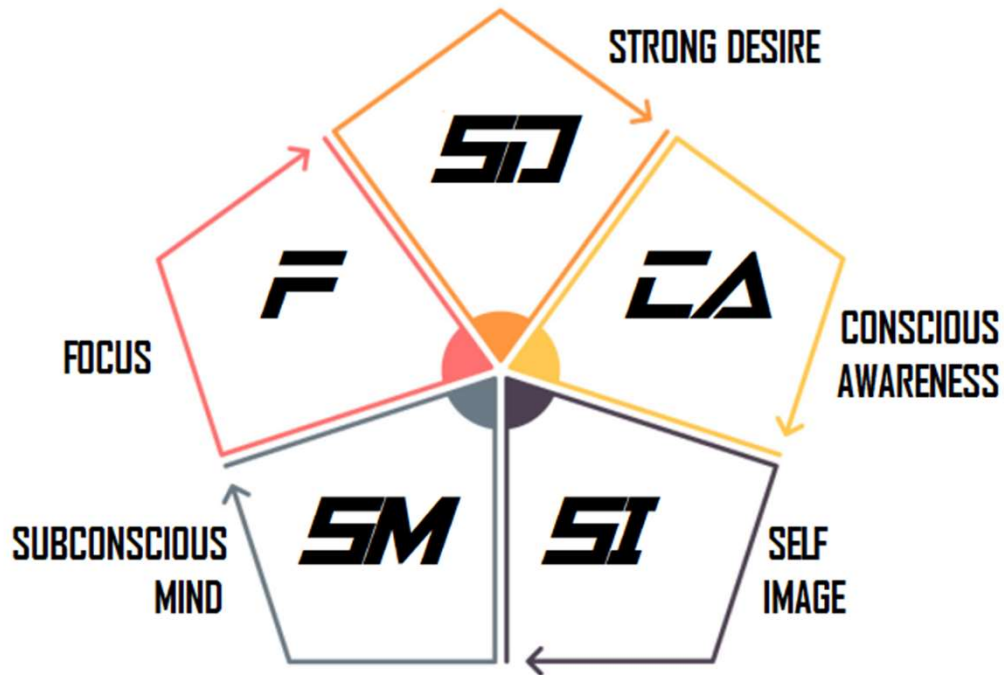 STRONG DESIRE
SD
F
CA
FOCUS
CONSCIOUS
AWARENESS
SM
SI
SUBCONSCIOUS
MIND
SELF
IMAGE